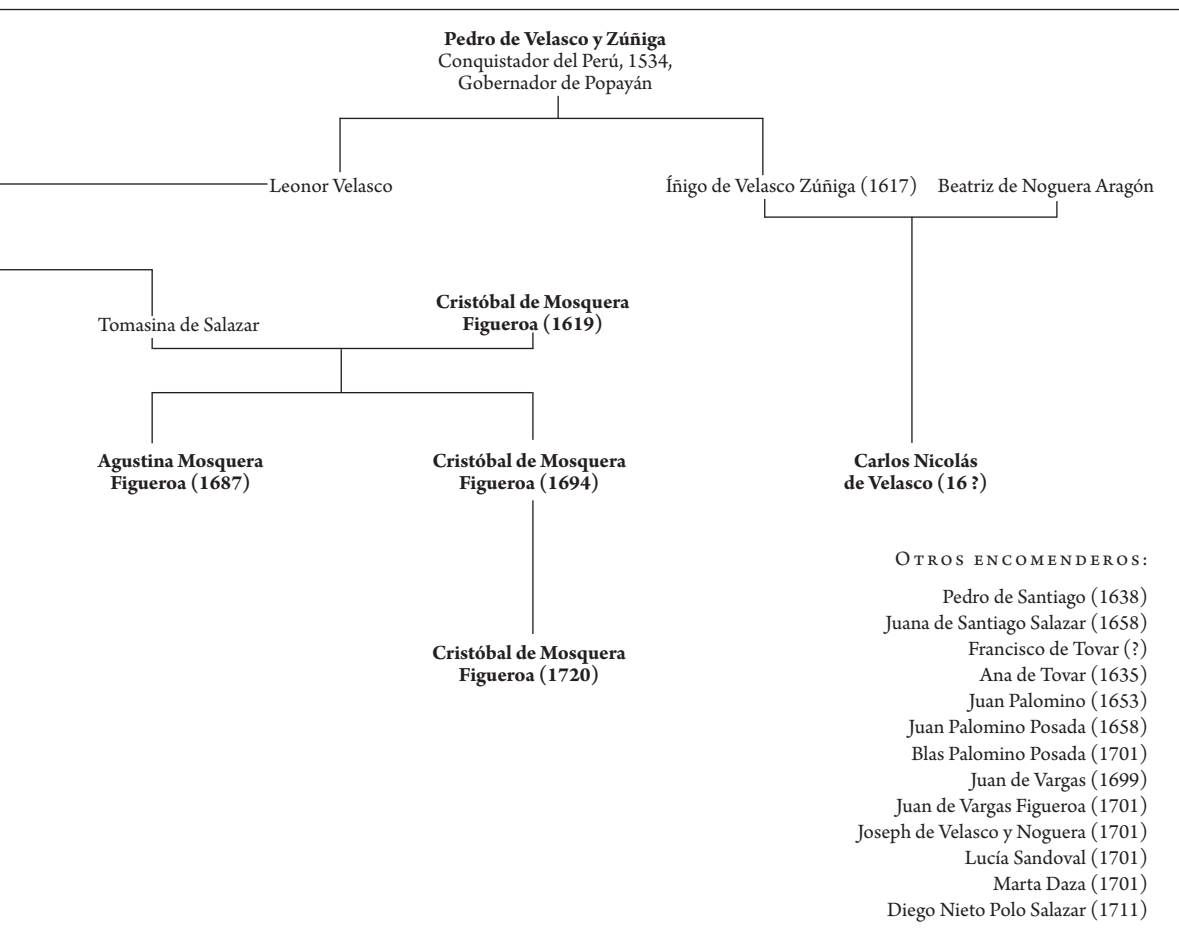 Pedro de Velasco y Zúñiga
Conquistador del Perú, 1534,
Gobernador de Popayán
Leonor Velasco
Íñigo de Velasco Zúñiga (1617)
Beatriz de Noguera Aragón
Tomasina de Salazar
Cristóbal de Mosquera
Figueroa (1619)
Agustina Mosquera
Figueroa (1687)
Cristóbal de Mosquera
Figueroa (1694)
Carlos Nicolás
de Velasco (16 ?)
Cristóbal de Mosquera
Figueroa (1720)
Otros encomenderos:
Pedro de Santiago (1638)
Juana de Santiago Salazar (1658)
Francisco de Tovar (?)
Ana de Tovar (1635)
Juan Palomino (1653)
Juan Palomino Posada (1658)
Blas Palomino Posada (1701)
Juan de Vargas (1699)
Juan de Vargas Figueroa (1701)
Joseph de Velasco y Noguera (1701)
Lucía Sandoval (1701)
Marta Daza (1701)
Diego Nieto Polo Salazar (1711)